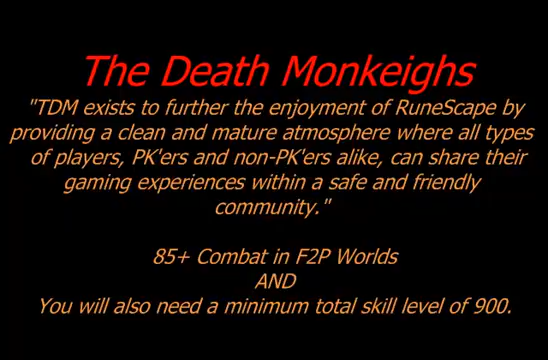 The Death Monkeighs
"TDM exists to further the enjoyment of RuneScape by
providing a clean and mature atmosphere where all types
of players, PK'ers and non-PK'ers alike, can share their
gaming experiences within a safe and friendly
community."
85+ Combat in F2P Worlds
AND
You will also need a minimum total skill level of 900.